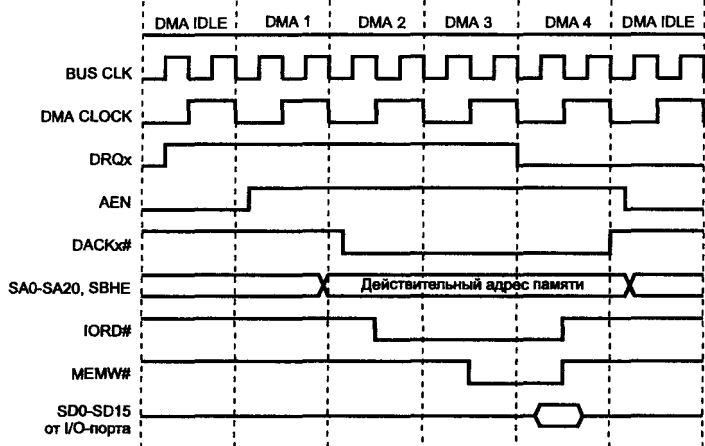 DMA IDLE DMA 1 DMA 2 DMA 3 DMA 4 DMA IDLE
BUS CLK
DMA CLOCK
DRQx
AEN
DACKx#
SA0-SA20, SBHE Действительный адрес памяти
IORD#
MEMW#
SD0-SD15
от I/O-порта